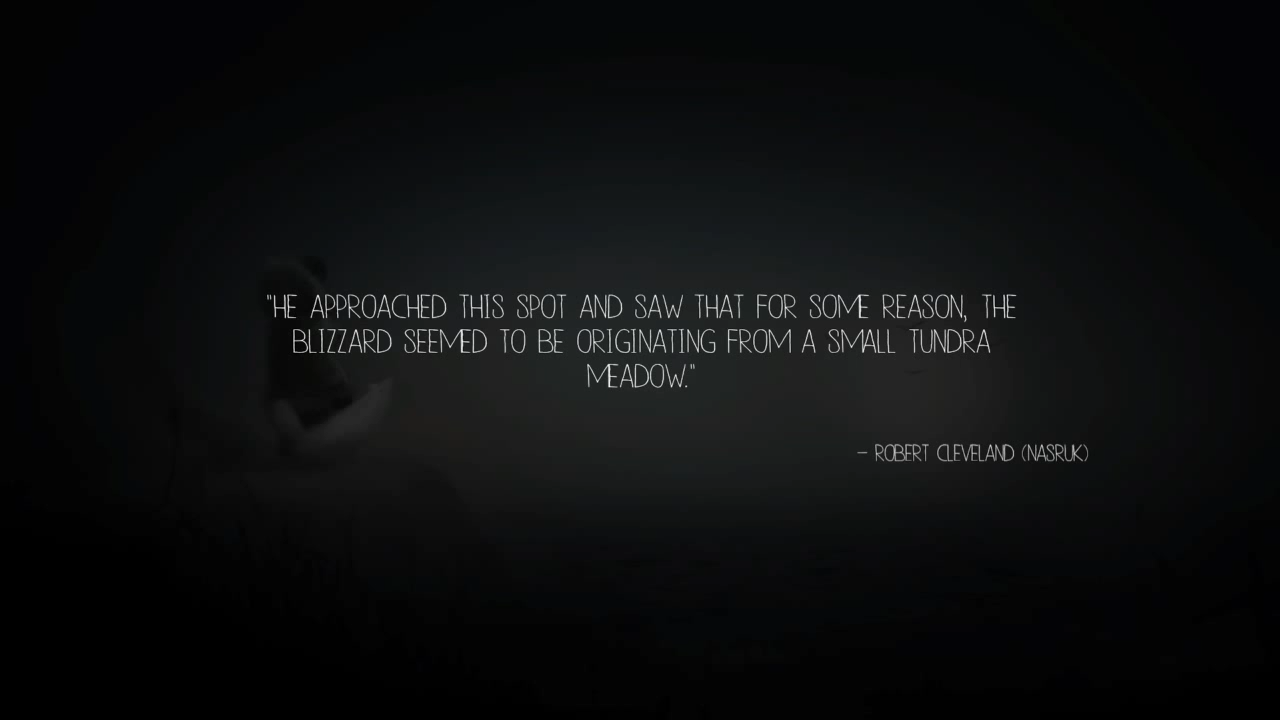 "HE APPROACHED THIS SPOT AND SAW THAT FOR SOME REASON, THE
BLIZZARD SEEMED TO BE ORIGINATING FROM A SMALL TUNDRA
MEADOW."
– ROBERT CLEVELAND (NASRUK)